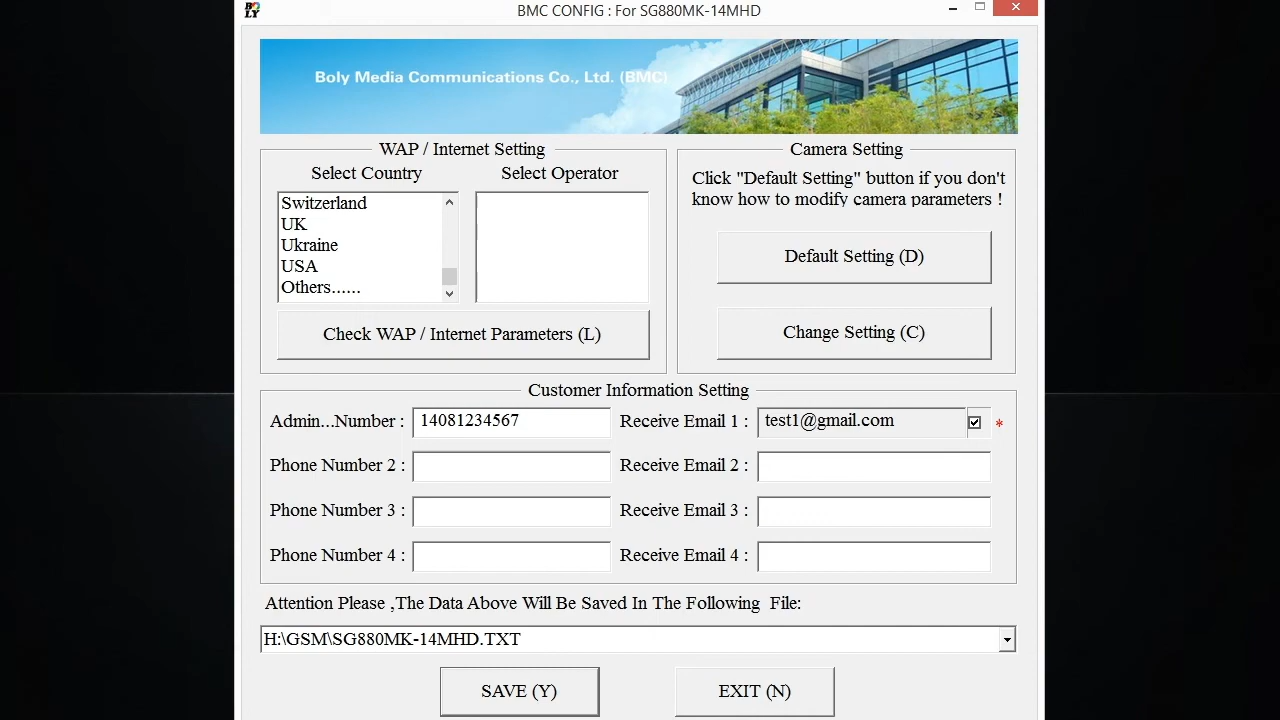 BOLY
BMC CONFIG : For SG880MK-14MHD
Boly Media Communications Co., Ltd. (BMC)
WAP / Internet Setting
Select Country
Select Operator
Switzerland
UK
Ukraine
USA
Others......
Check WAP / Internet Parameters (L)
Camera Setting
Click "Default Setting" button if you don't
know how to modify camera parameters !
Default Setting (D)
Change Setting (C)
Customer Information Setting
Admin...Number : 14081234567 Receive Email 1 : test1@gmail.com *
Phone Number 2 : Receive Email 2 :
Phone Number 3 : Receive Email 3 :
Phone Number 4 : Receive Email 4 :
Attention Please ,The Data Above Will Be Saved In The Following File:
H:\GSM\SG880MK-14MHD.TXT
SAVE (Y)
EXIT (N)